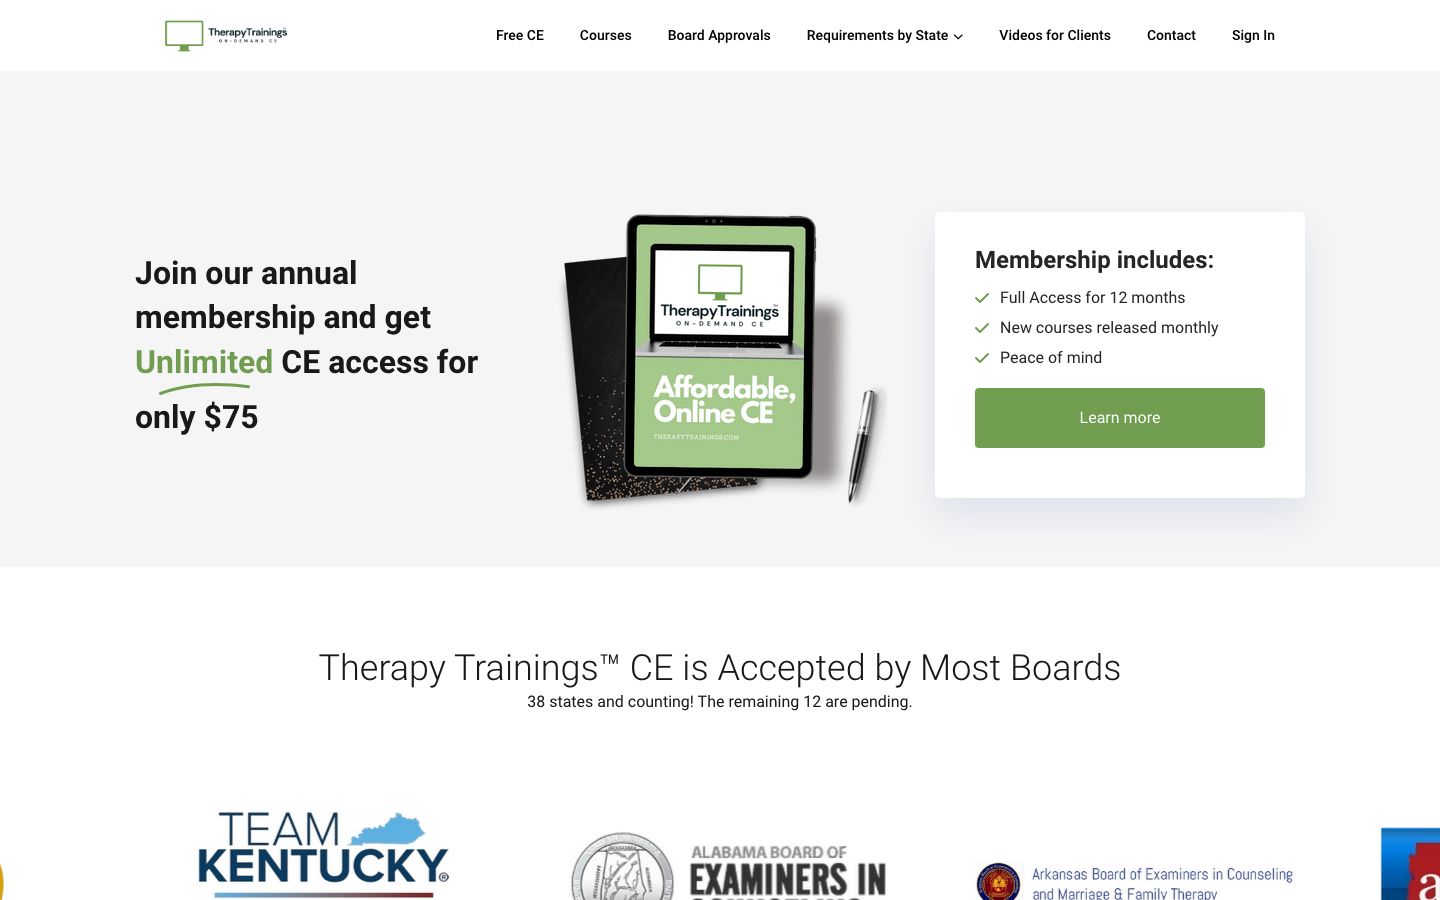 TherapyTrainings
ON-DEMAND CE
Free CE
Courses
Board Approvals
Requirements by State
Videos for Clients
Contact
Sign In
Join our annual
membership and get
Unlimited CE access for
only $75
TherapyTrainings™
ON-DEMAND CE
Affordable,
Online CE
THERAPYTRAININGS.COM
Membership includes:
Full Access for 12 months
New courses released monthly
Peace of mind
Learn more
Therapy Trainings™ CE is Accepted by Most Boards
38 states and counting! The remaining 12 are pending.
TEAM
KENTUCKY®
ALABAMA BOARD OF
EXAMINERS IN
Arkansas Board of Examiners in Counseling
and Marriage & Family Therapy